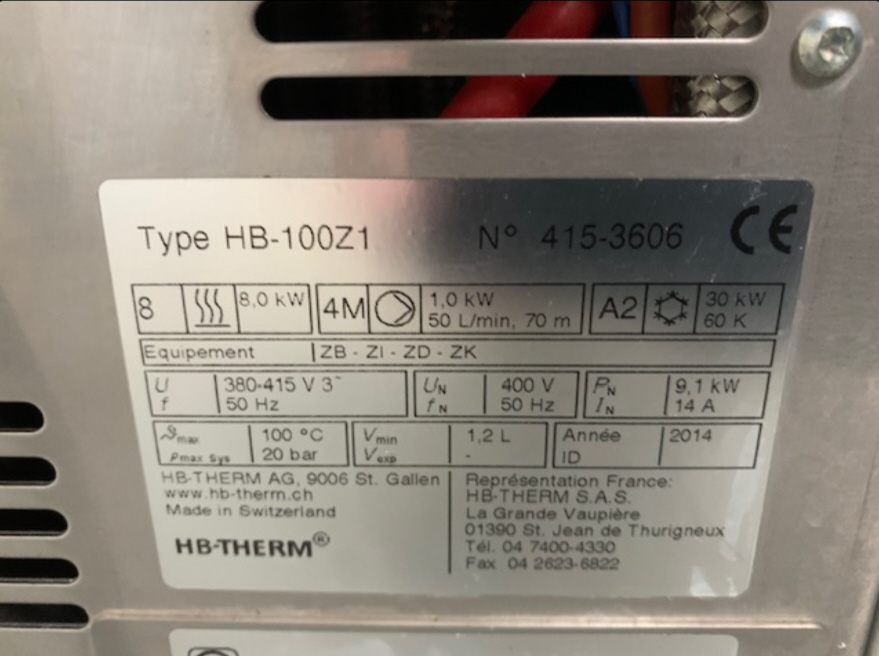 Type HB-100Z1 N° 415-3606 CE
8 8,0 kW 4M 1,0 kW A2 30 kW
50 L/min, 70 m 60 K
Equipement ZB - ZI - ZD - ZK
U 380-415 V 3~ UN 400 V PN 9,1 kW
f 50 Hz fN 50 Hz IN 14 A
ϑmax 100 °C Vmin 1,2 L Année 2014
pmax sys 20 bar Vexp - ID
HB-THERM AG, 9006 St. Gallen
www.hb-therm.ch
Made in Switzerland
HB-THERM®
Représentation France:
HB-THERM S.A.S.
La Grande Vaupière
01390 St. Jean de Thurigneux
Tél. 04 7400-4330
Fax 04 2623-6822